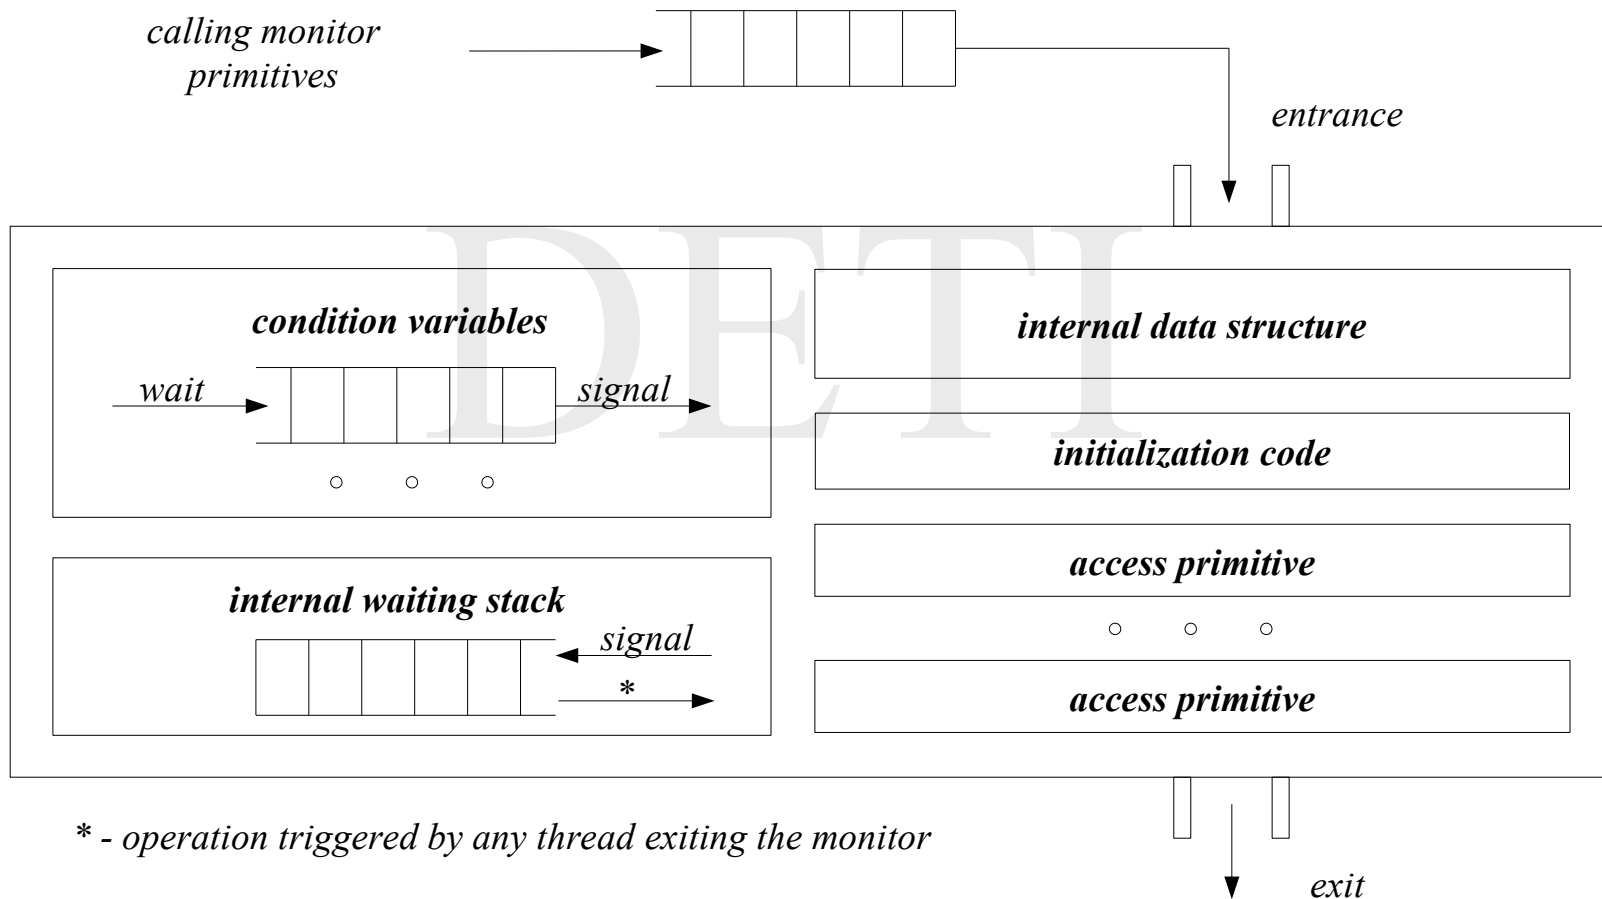 calling monitor
primitives
entrance
DETI
condition variables
wait
signal
internal data structure
initialization code
access primitive
internal waiting stack
signal
*
access primitive
* - operation triggered by any thread exiting the monitor
exit